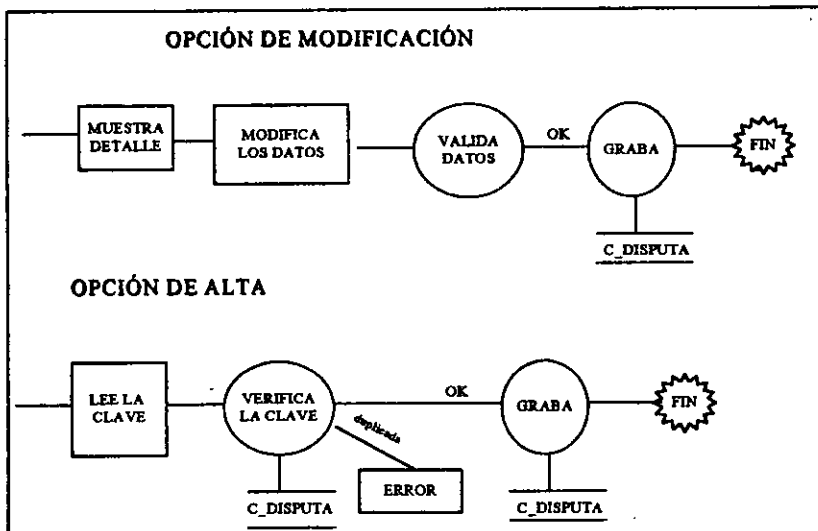 OPCIÓN DE MODIFICACIÓN
MUESTRA
DETALLE
MODIFICA
LOS DATOS
VALIDA
DATOS
OK
GRABA
FIN
C_DISPUTA
OPCIÓN DE ALTA
LEE LA
CLAVE
VERIFICA
LA CLAVE
OK
GRABA
FIN
duplicada
ERROR
C_DISPUTA
C_DISPUTA